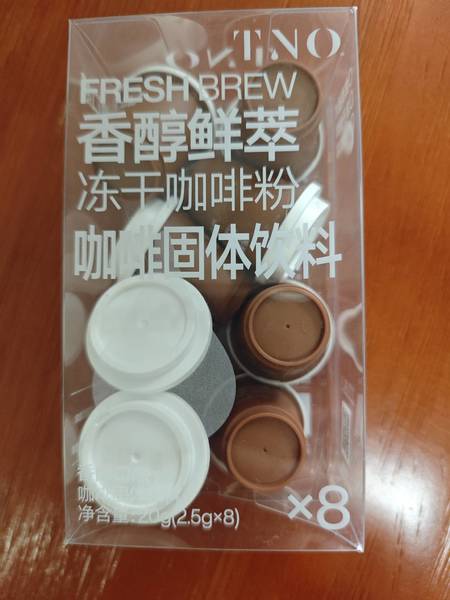 TNO
FRESH BREW
香醇鲜萃
冻干咖啡粉
咖啡固体饮料
净含量:20g(2.5g×8)
×8